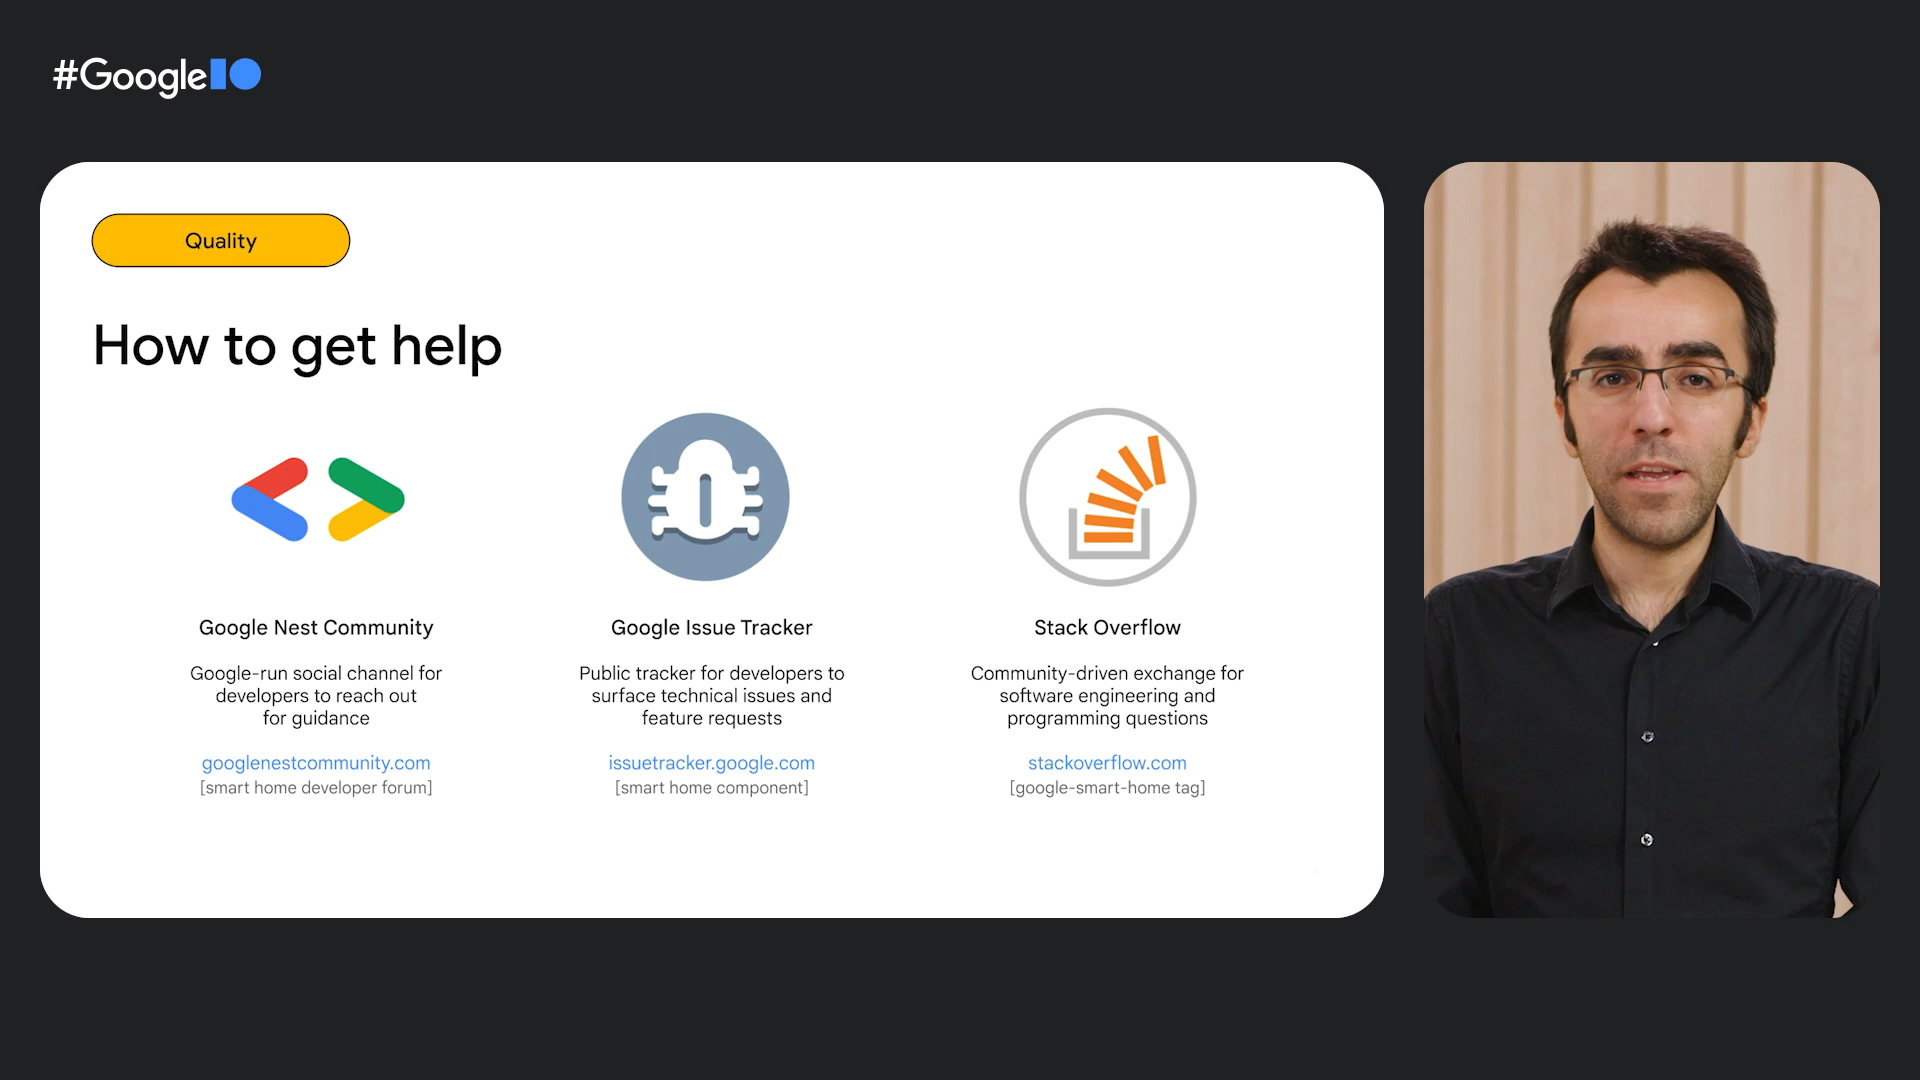 #GoogleIO
Quality
How to get help
Google Nest Community
Google-run social channel for
developers to reach out
for guidance
googlenestcommunity.com
[smart home developer forum]
Google Issue Tracker
Public tracker for developers to
surface technical issues and
feature requests
issuetracker.google.com
[smart home component]
Stack Overflow
Community-driven exchange for
software engineering and
programming questions
stackoverflow.com
[google-smart-home tag]